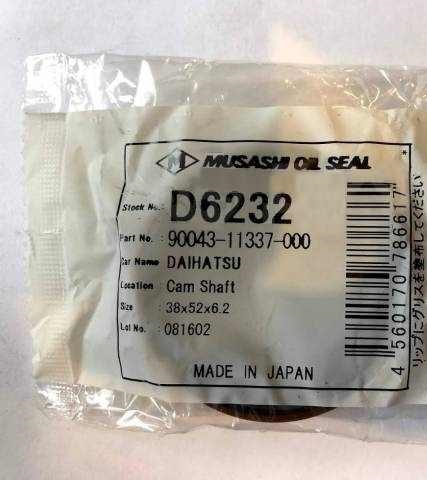 M MUSASHI OIL SEAL
Stock No. : D6232
Part No. : 90043-11337-000
Car Name : DAIHATSU
Location : Cam Shaft
Size : 38x52x6.2
Lot No. : 081602
MADE IN JAPAN
4 560170 786617
*リップにグリスを塗布してください